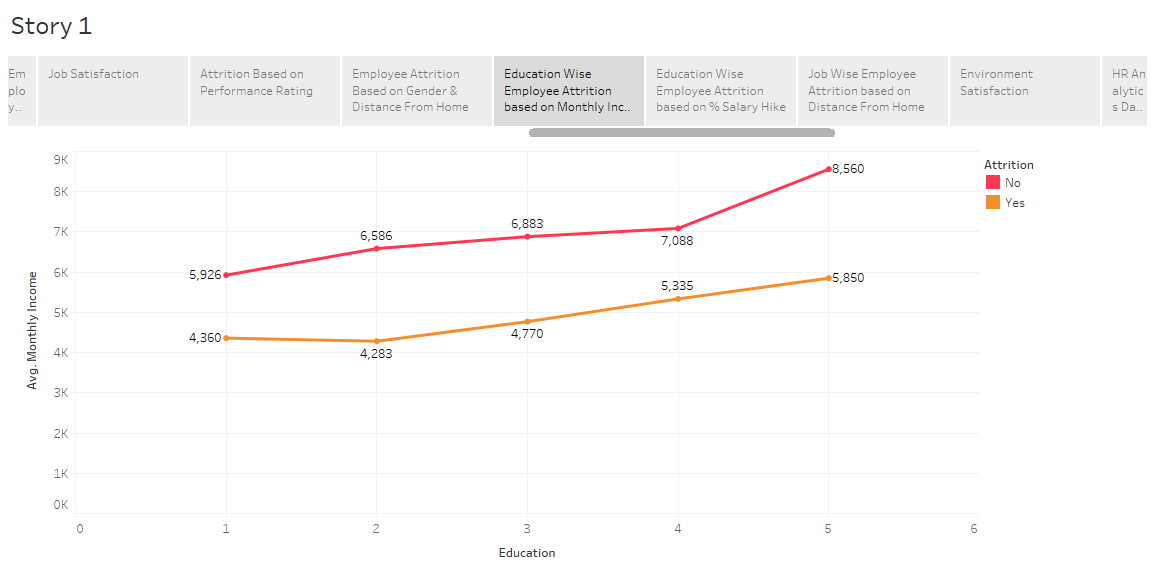 Story 1
Em
plo
y..
Job Satisfaction
Attrition Based on
Performance Rating
Employee Attrition
Based on Gender &
Distance From Home
Education Wise
Employee Attrition
based on Monthly Inc..
Education Wise
Employee Attrition
based on % Salary Hike
Job Wise Employee
Attrition based on
Distance From Home
Environment
Satisfaction
HR An
alytic
s Da..
9K
8K
7K
6K
5K
4K
3K
2K
1K
0K
Avg. Monthly Income
5,926
6,586
6,883
7,088
8,560
4,360
4,283
4,770
5,335
5,850
0
1
2
3
4
5
6
Education
Attrition
No
Yes